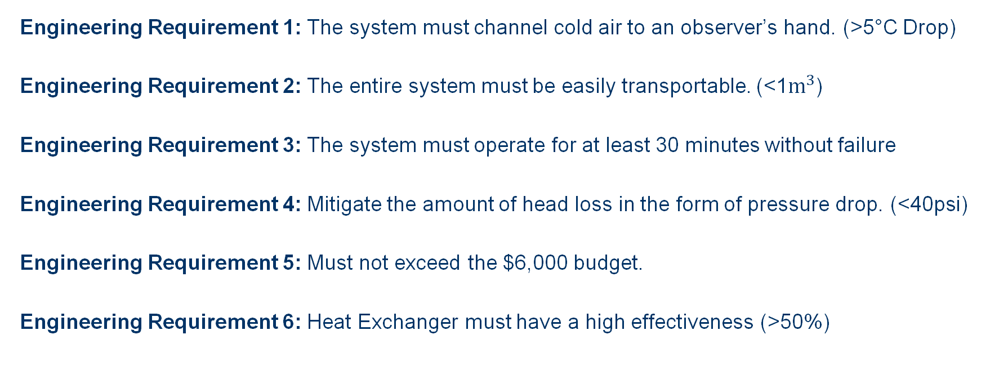 Engineering Requirement 1: The system must channel cold air to an observer’s hand. (>5°C Drop)
Engineering Requirement 2: The entire system must be easily transportable. (<1m³)
Engineering Requirement 3: The system must operate for at least 30 minutes without failure
Engineering Requirement 4: Mitigate the amount of head loss in the form of pressure drop. (<40psi)
Engineering Requirement 5: Must not exceed the $6,000 budget.
Engineering Requirement 6: Heat Exchanger must have a high effectiveness (>50%)